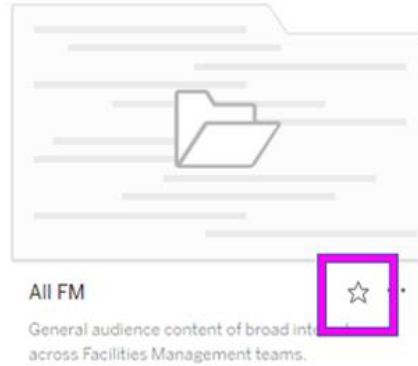 All FM
General audience content of broad
across Facilities Management teams.